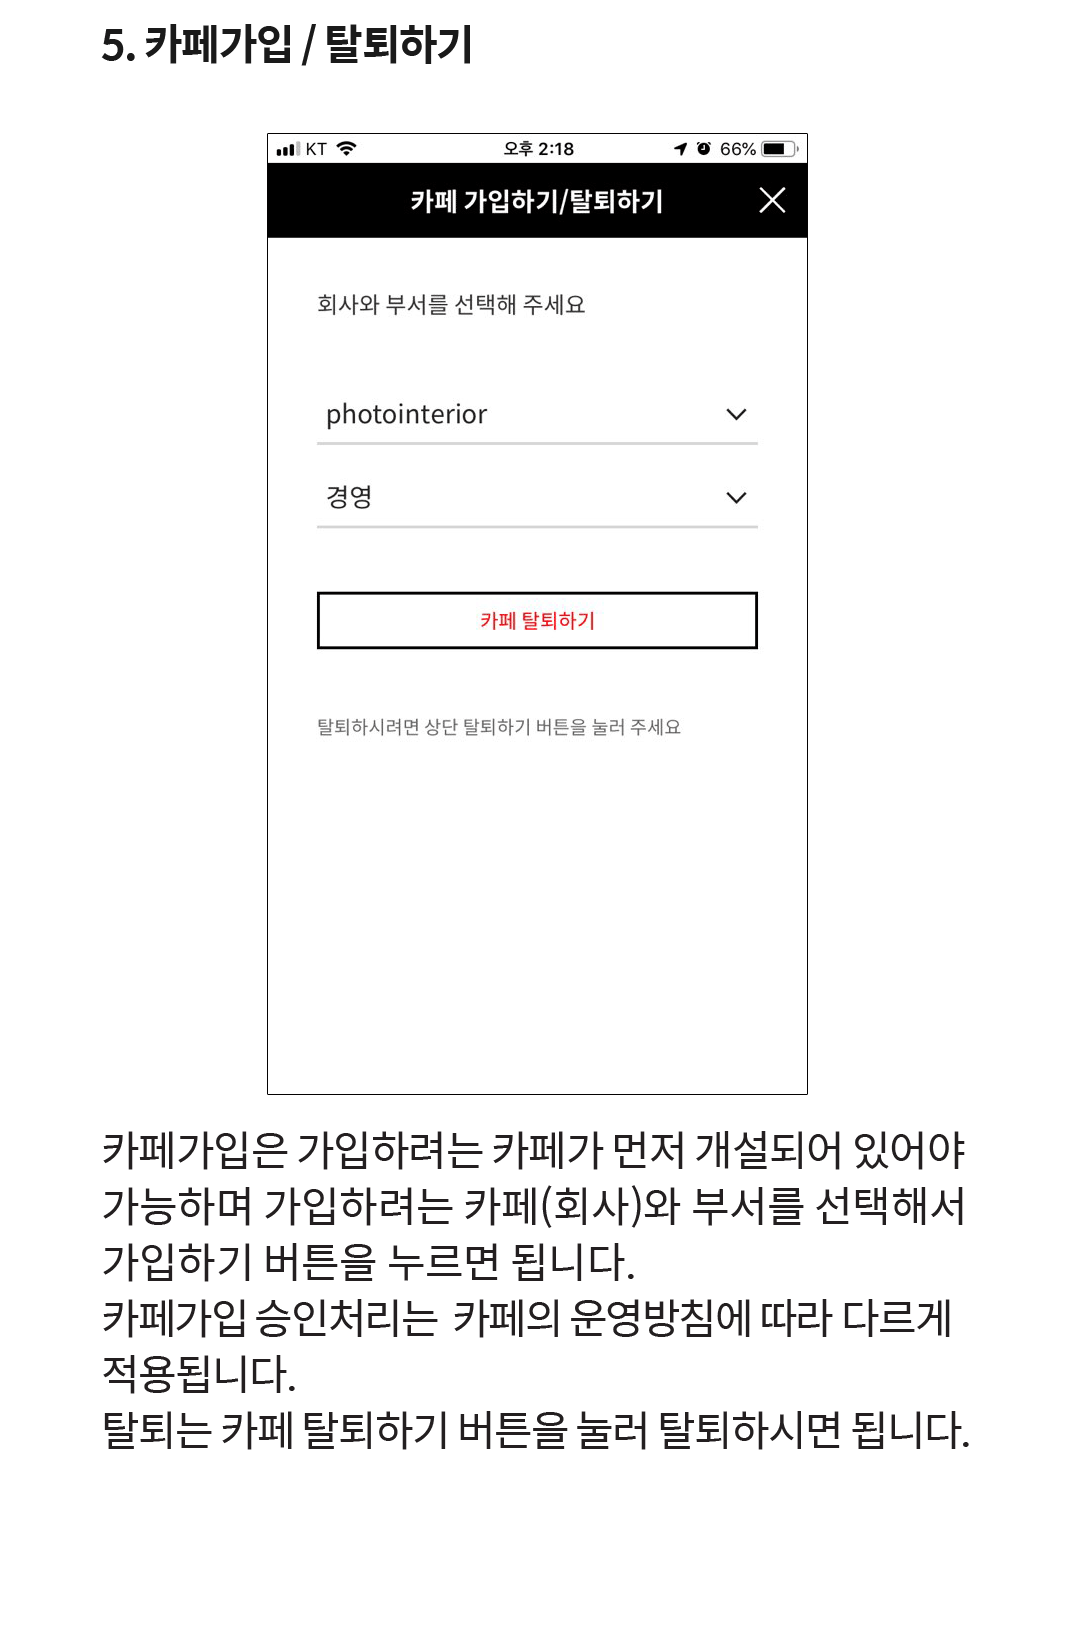 5. 카페가입 / 탈퇴하기
KT 오후 2:18 66%
카페 가입하기/탈퇴하기
회사와 부서를 선택해 주세요
photointerior
경영
카페 탈퇴하기
탈퇴하시려면 상단 탈퇴하기 버튼을 눌러 주세요
카페가입은 가입하려는 카페가 먼저 개설되어 있어야
가능하며 가입하려는 카페(회사)와 부서를 선택해서
가입하기 버튼을 누르면 됩니다.
카페가입 승인처리는 카페의 운영방침에 따라 다르게
적용됩니다.
탈퇴는 카페 탈퇴하기 버튼을 눌러 탈퇴하시면 됩니다.